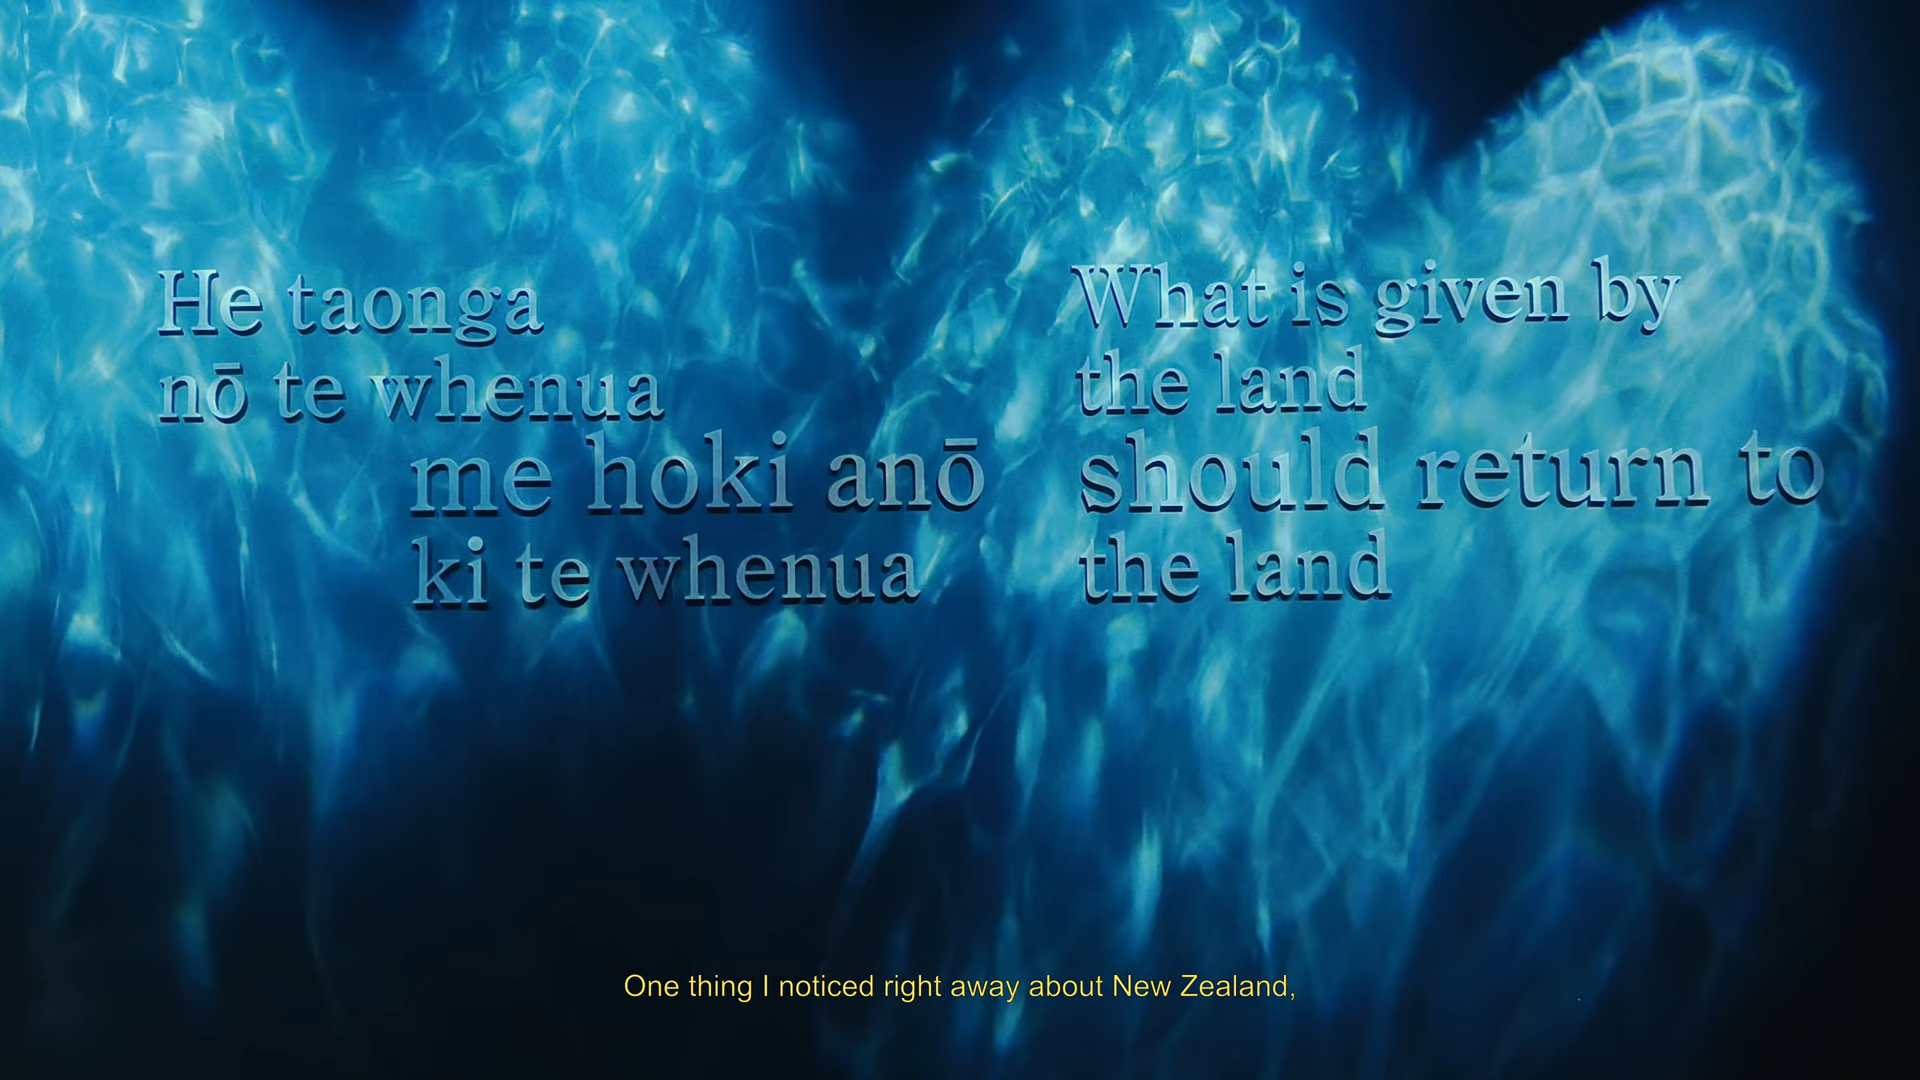 He taonga
nō te whenua
me hoki anō
ki te whenua
What is given by
the land
should return to
the land
One thing I noticed right away about New Zealand,